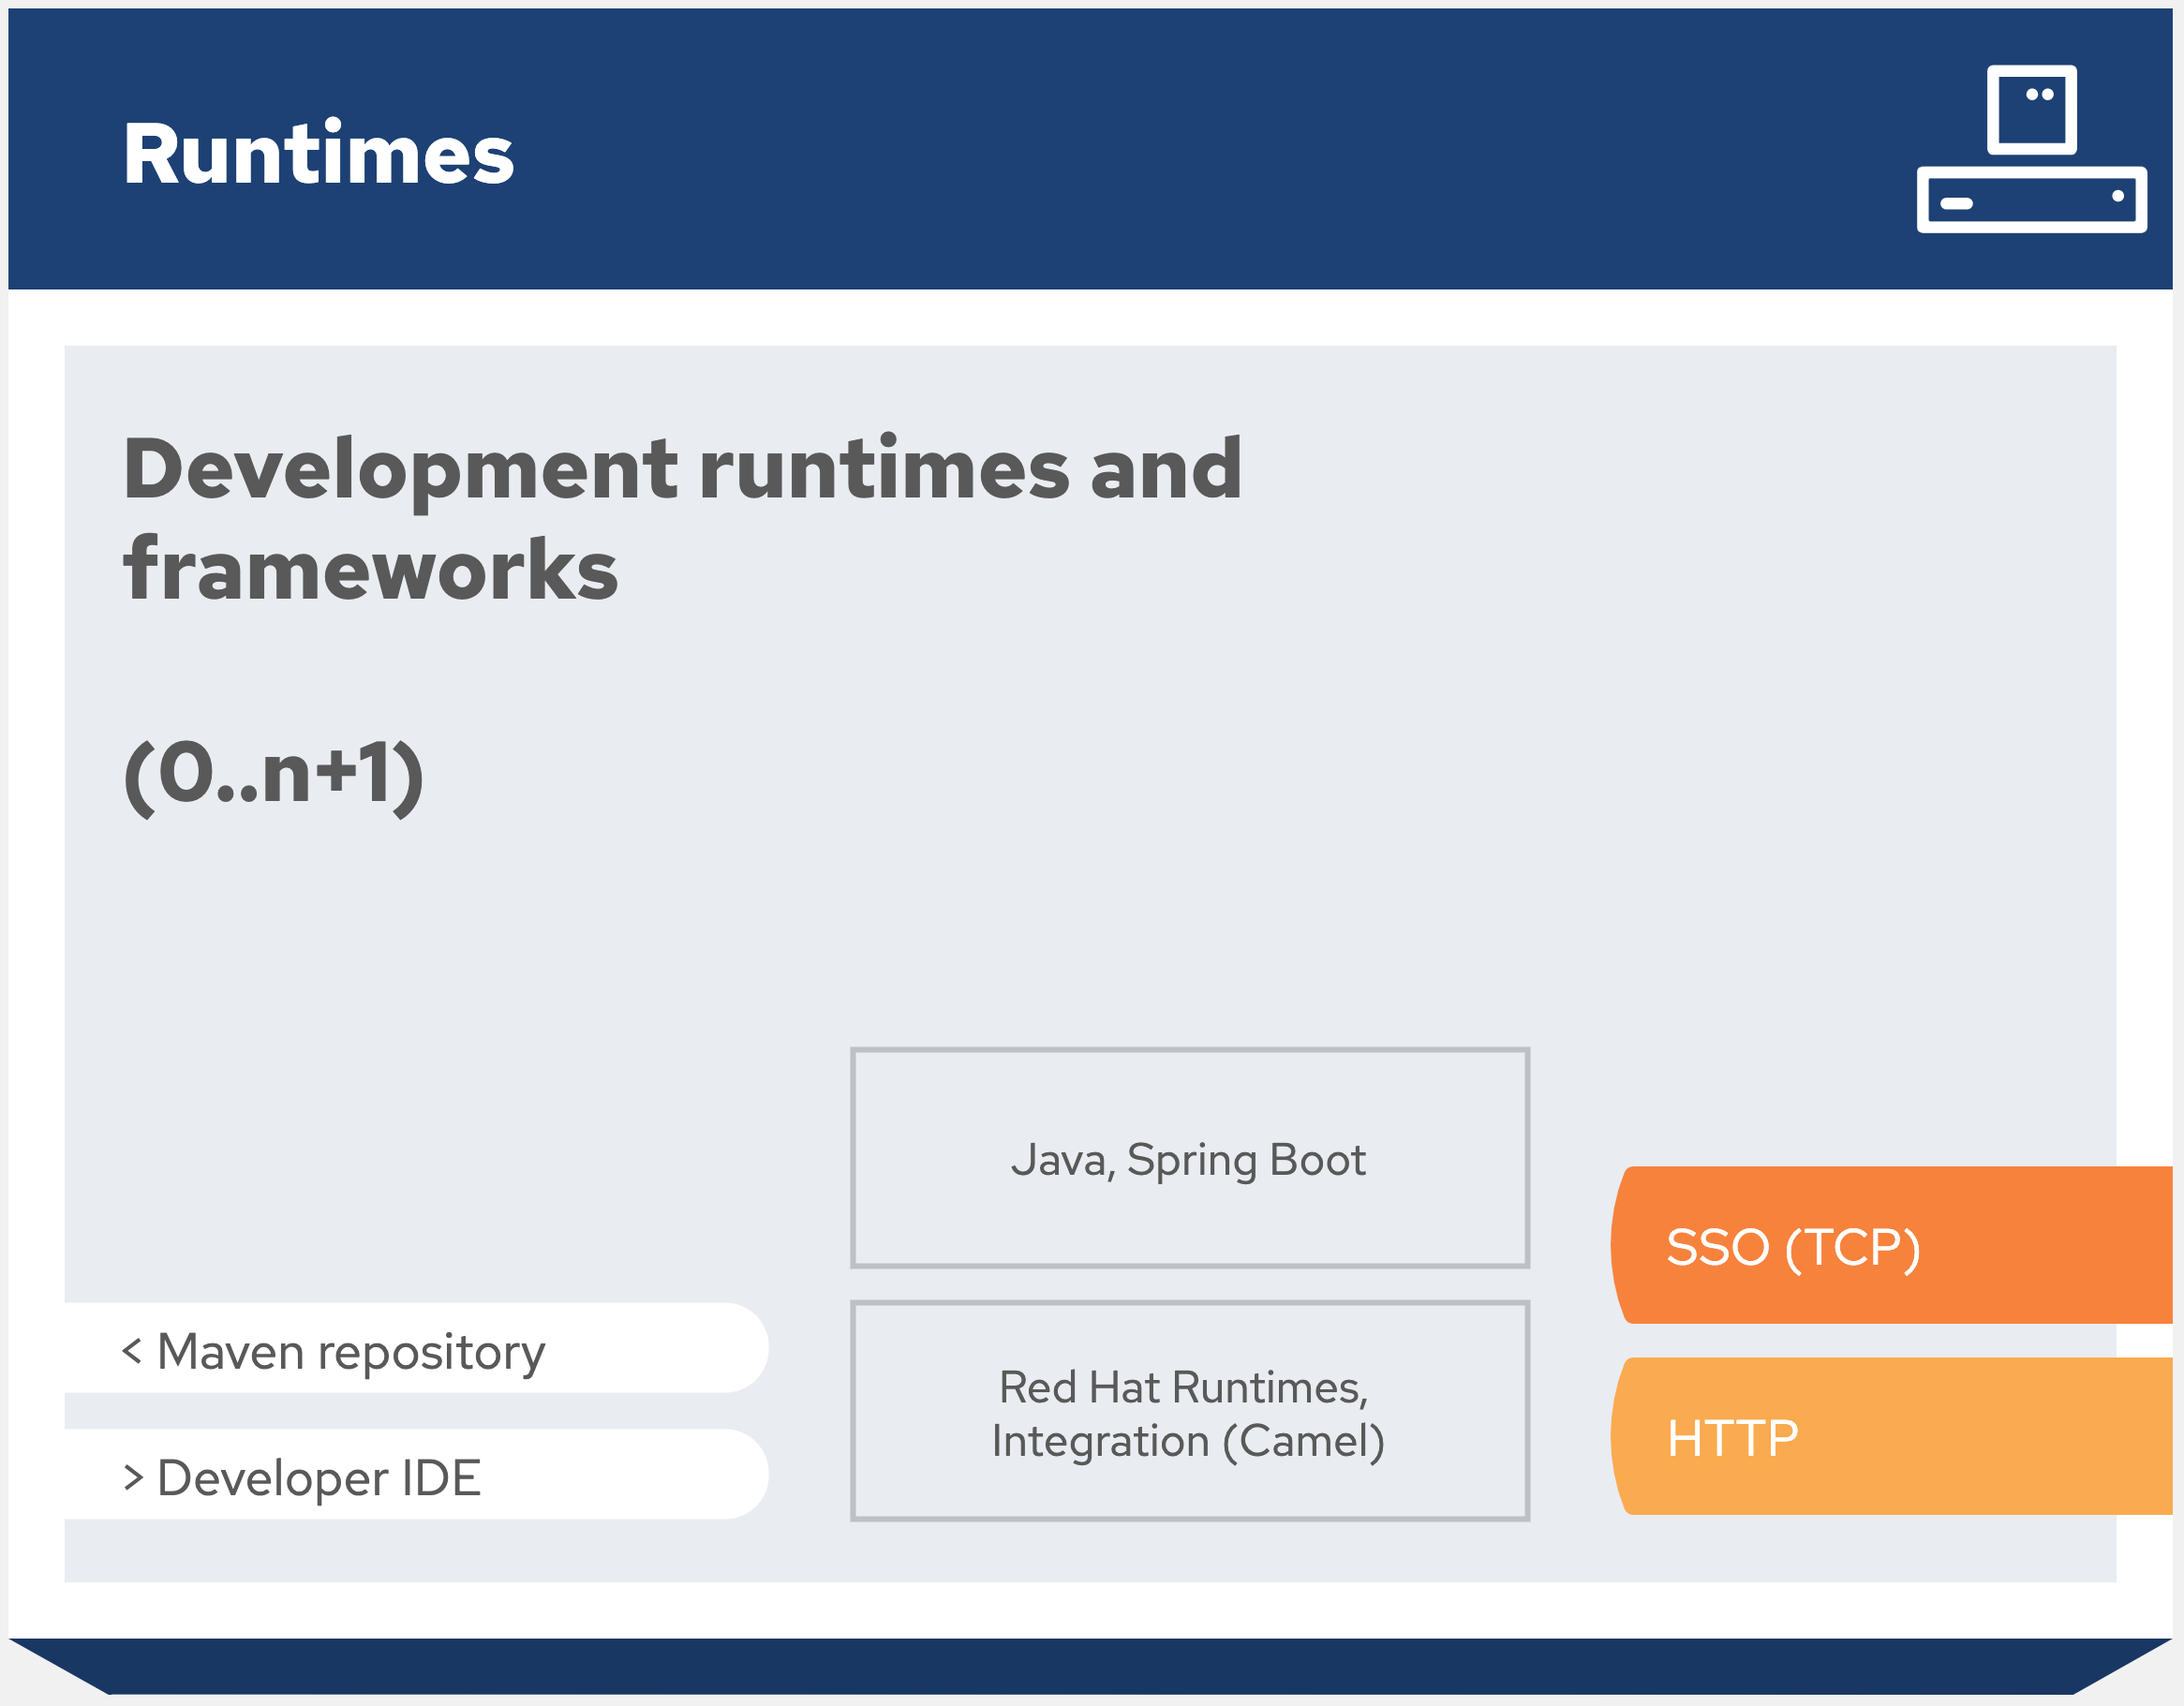 Runtimes
Development runtimes and
frameworks
(0..n+1)
Java, Spring Boot
SSO (TCP)
< Maven repository
Red Hat Runtimes,
Integration (Camel)
HTTP
> Developer IDE